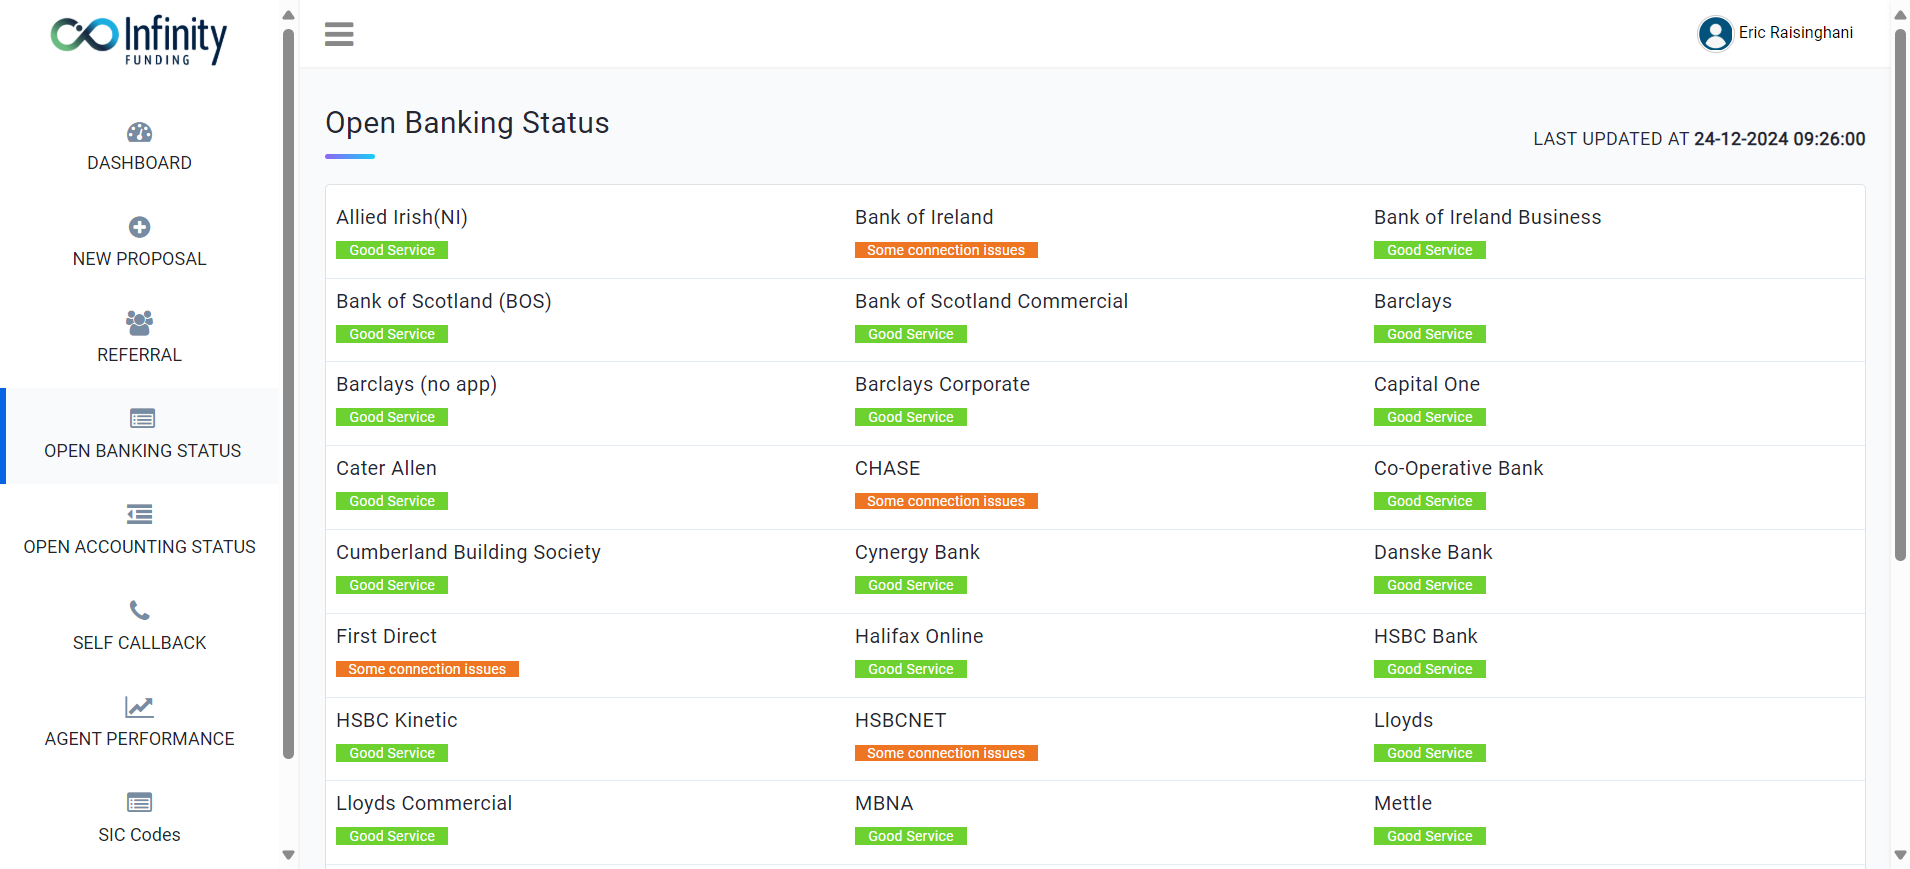 Infinity
FUNDING
Eric Raisinghani
DASHBOARD
NEW PROPOSAL
REFERRAL
OPEN BANKING STATUS
OPEN ACCOUNTING STATUS
SELF CALLBACK
AGENT PERFORMANCE
SIC Codes
Open Banking Status
LAST UPDATED AT 24-12-2024 09:26:00
Allied Irish(NI)
Good Service
Bank of Ireland
Some connection issues
Bank of Ireland Business
Good Service
Bank of Scotland (BOS)
Good Service
Bank of Scotland Commercial
Good Service
Barclays
Good Service
Barclays (no app)
Good Service
Barclays Corporate
Good Service
Capital One
Good Service
Cater Allen
Good Service
CHASE
Some connection issues
Co-Operative Bank
Good Service
Cumberland Building Society
Good Service
Cynergy Bank
Good Service
Danske Bank
Good Service
First Direct
Some connection issues
Halifax Online
Good Service
HSBC Bank
Good Service
HSBC Kinetic
Good Service
HSBCNET
Some connection issues
Lloyds
Good Service
Lloyds Commercial
Good Service
MBNA
Good Service
Mettle
Good Service